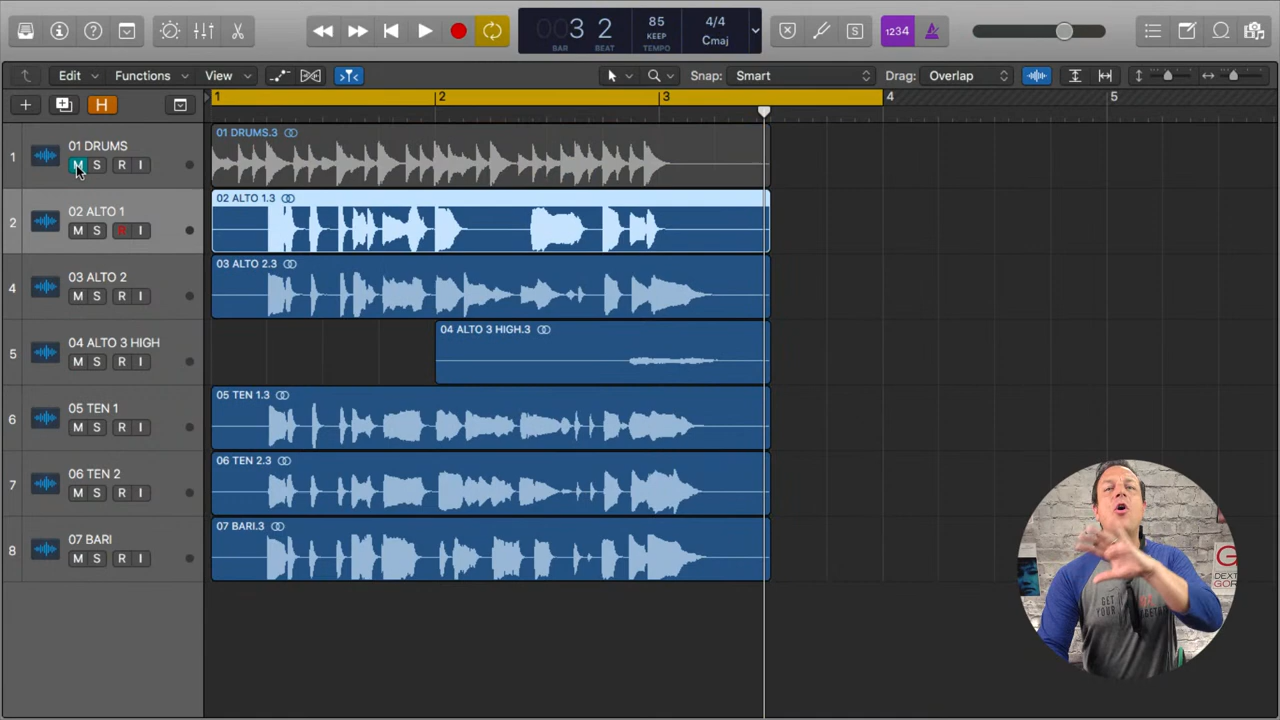 003 2
BAR BEAT
85
KEEP
TEMPO
4/4
Cmaj
S
1234
Edit
Functions
View
Snap: Smart
Drag: Overlap
H
1
2
3
4
5
1
01 DRUMS
M S R I
01 DRUMS.3
2
02 ALTO 1
M S R I
02 ALTO 1.3
4
03 ALTO 2
M S R I
03 ALTO 2.3
5
04 ALTO 3 HIGH
M S R I
04 ALTO 3 HIGH.3
6
05 TEN 1
M S R I
05 TEN 1.3
7
06 TEN 2
M S R I
06 TEN 2.3
8
07 BARI
M S R I
07 BARI.3
GET
YOUR
G
DEXT
GOR